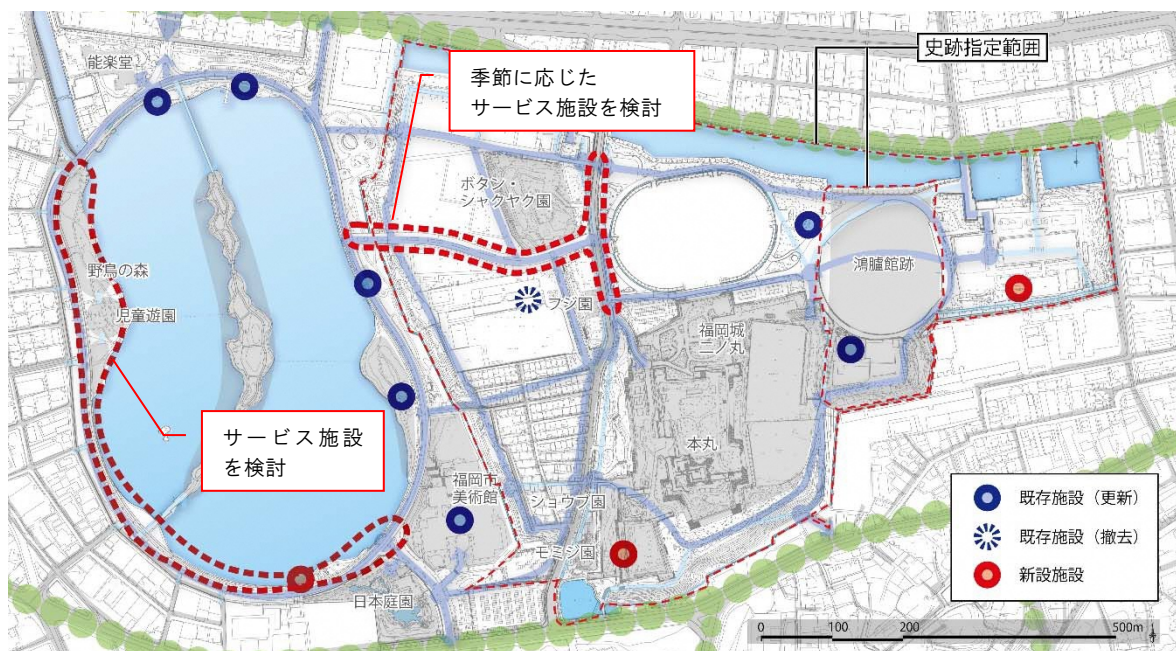 史跡指定範囲
能楽堂
季節に応じた
サービス施設を検討
ボタン・
シャクヤク園
野鳥の森
児童遊園
フジ園
鴻臚館跡
福岡城
二ノ丸
サービス施設
を検討
本丸
福岡市
美術館
ショウブ園
モミジ園
日本庭園
既存施設（更新）
既存施設（撤去）
新設施設
0 100 200 500m